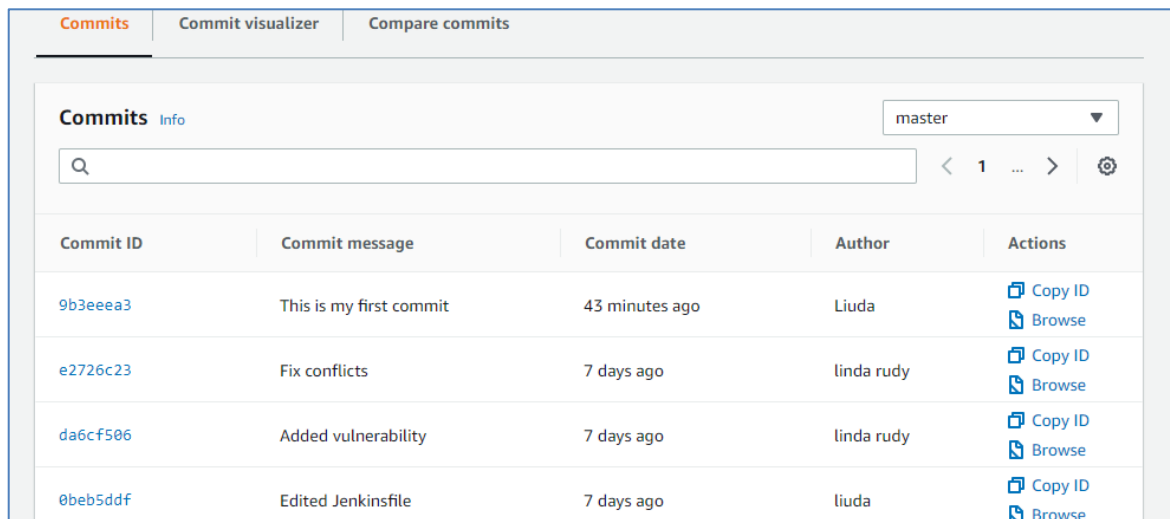 Commits Commit visualizer Compare commits
Commits Info master
1 ...
Commit ID Commit message Commit date Author Actions
9b3eeea3 This is my first commit 43 minutes ago Liuda Copy ID
Browse
e2726c23 Fix conflicts 7 days ago linda rudy Copy ID
Browse
da6cf506 Added vulnerability 7 days ago linda rudy Copy ID
Browse
0beb5ddf Edited Jenkinsfile 7 days ago liuda Copy ID
Browse